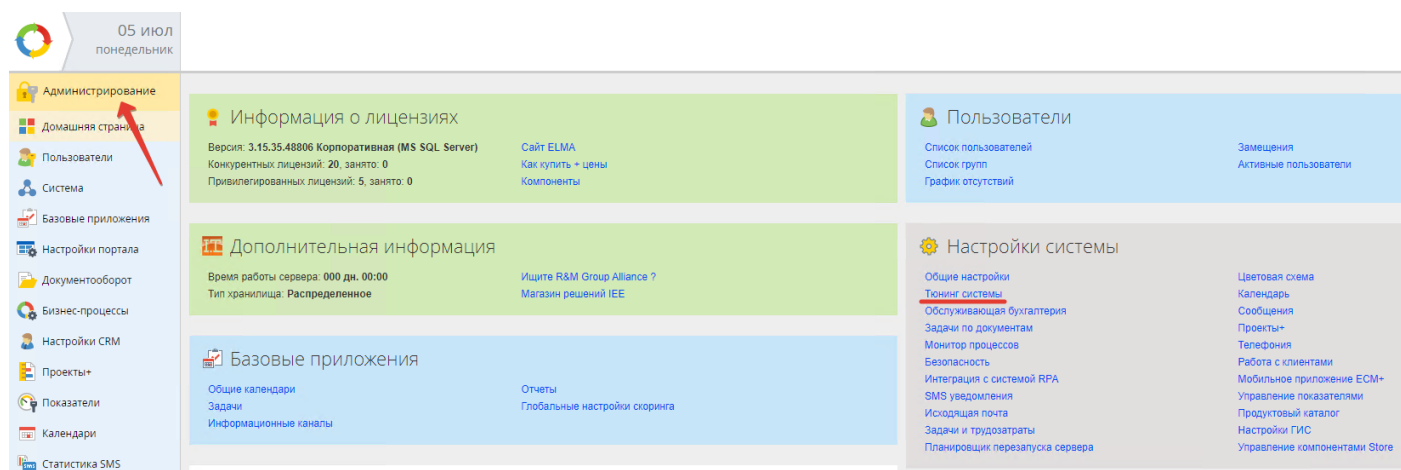 05 июл
понедельник
Администрирование
Домашняя страница
Пользователи
Система
Базовые приложения
Настройки портала
Документооборот
Бизнес-процессы
Настройки CRM
Проекты+
Показатели
Календари
Статистика SMS
Информация о лицензиях
Версия: 3.15.35.48806 Корпоративная (MS SQL Server) Сайт ELMA
Конкурентных лицензий: 20, занято: 0 Как купить + цены
Привилегированных лицензий: 5, занято: 0 Компоненты
Дополнительная информация
Время работы сервера: 000 дн. 00:00 Ищите R&M Group Alliance ?
Тип хранилища: Распределенное Магазин решений IEE
Базовые приложения
Общие календари Отчеты
Задачи Глобальные настройки скоринга
Информационные каналы
Пользователи
Список пользователей Замещения
Список групп Активные пользователи
График отсутствий
Настройки системы
Общие настройки Цветовая схема
Тюнинг системы Календарь
Обслуживающая бухгалтерия Сообщения
Задачи по документам Проекты+
Монитор процессов Телефония
Безопасность Работа с клиентами
Интеграция с системой RPA Мобильное приложение ECM+
SMS уведомления Управление показателями
Исходящая почта Продуктовый каталог
Задачи и трудозатраты Настройки ГИС
Планировщик перезапуска сервера Управление компонентами Store